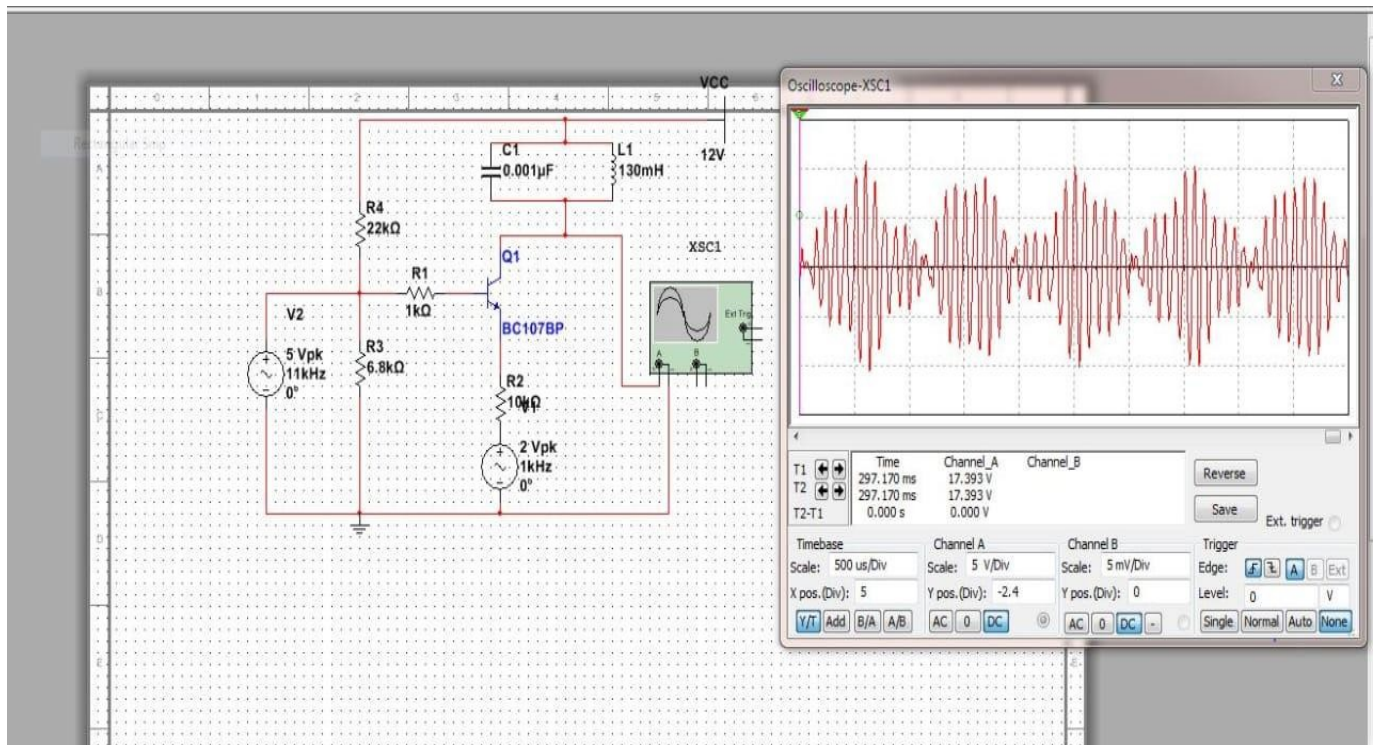 VCC
12V
C1
0.001µF
L1
130mH
R4
22kΩ
Q1
BC107BP
R1
1kΩ
V2
5 Vpk
11kHz
0°
R3
6.8kΩ
R2
10kΩ
V1
2 Vpk
1kHz
0°
XSC1
Ext Trig
A
B
Oscilloscope-XSC1
X
Time Channel_A Channel_B
T1 297.170 ms 17.393 V
T2 297.170 ms 17.393 V
T2-T1 0.000 s 0.000 V
Reverse
Save
Ext. trigger
Timebase
Scale: 500 us/Div
X pos.(Div): 5
Y/T Add B/A A/B
Channel A
Scale: 5 V/Div
Y pos.(Div): -2.4
AC 0 DC
Channel B
Scale: 5 mV/Div
Y pos.(Div): 0
AC 0 DC -
Trigger
Edge: A B Ext
Level: 0 V
Single Normal Auto None